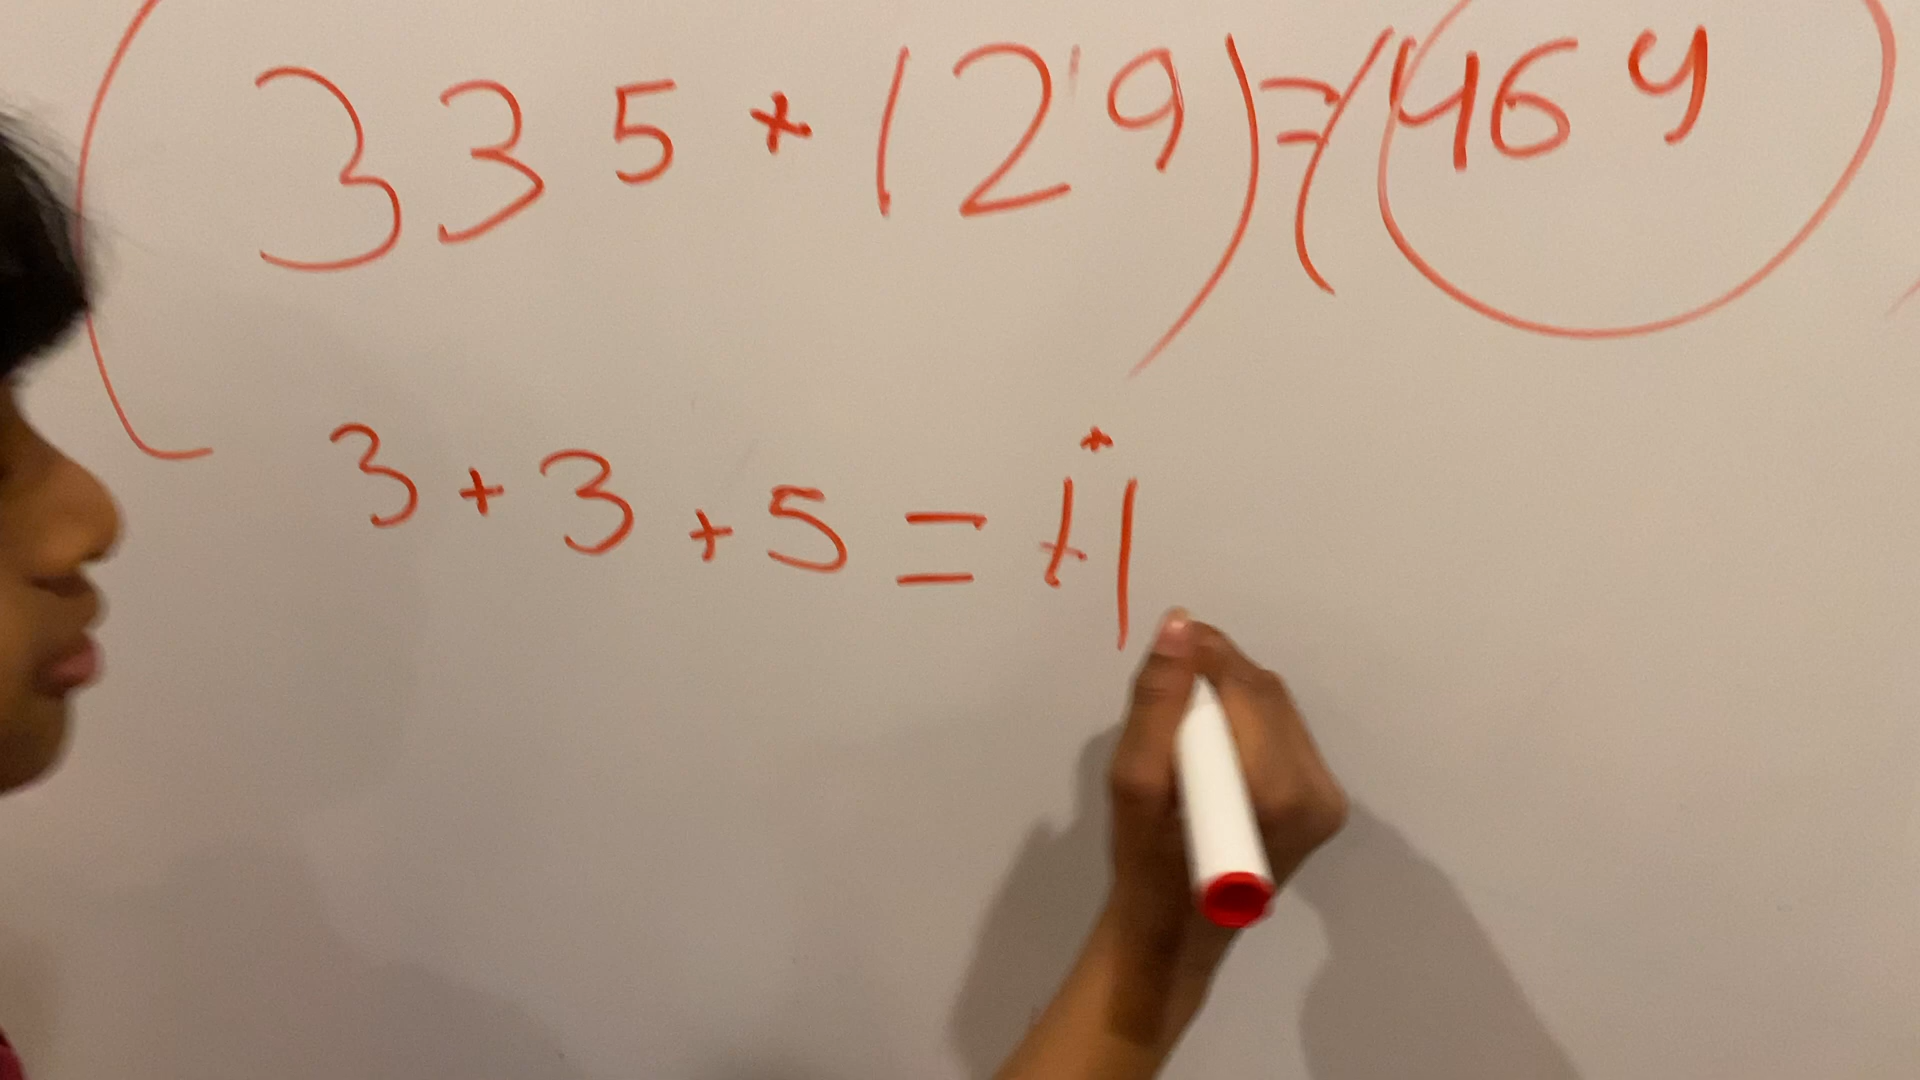 (335 + 129) = (464
3 + 3 + 5 = 11